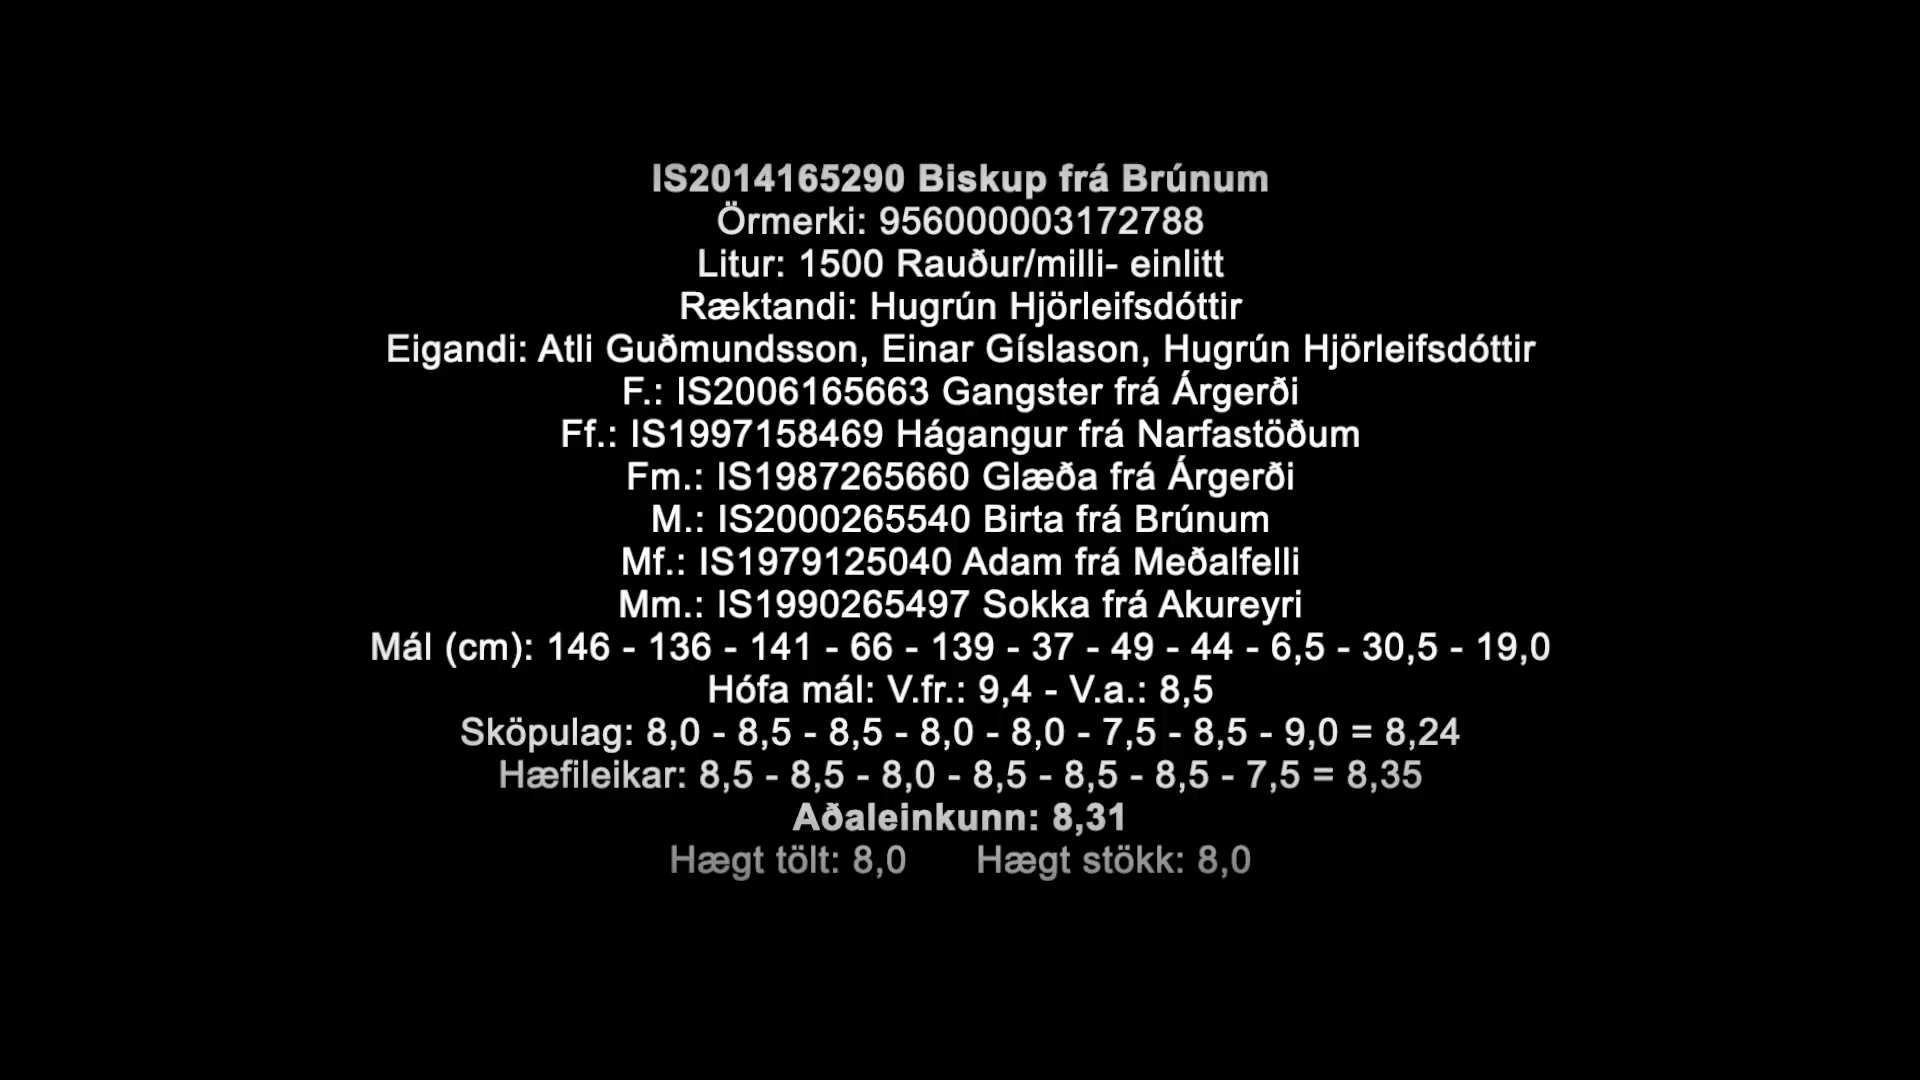 IS2014165290 Biskup frá Brúnum
Örmerki: 956000003172788
Litur: 1500 Rauður/milli- einlitt
Ræktandi: Hugrún Hjörleifsdóttir
Eigandi: Atli Guðmundsson, Einar Gíslason, Hugrún Hjörleifsdóttir
F.: IS2006165663 Gangster frá Árgerði
Ff.: IS1997158469 Hágangur frá Narfastöðum
Fm.: IS1987265660 Glæða frá Árgerði
M.: IS2000265540 Birta frá Brúnum
Mf.: IS1979125040 Adam frá Meðalfelli
Mm.: IS1990265497 Sokka frá Akureyri
Mál (cm): 146 - 136 - 141 - 66 - 139 - 37 - 49 - 44 - 6,5 - 30,5 - 19,0
Hófa mál: V.fr.: 9,4 - V.a.: 8,5
Sköpulag: 8,0 - 8,5 - 8,5 - 8,0 - 8,0 - 7,5 - 8,5 - 9,0 = 8,24
Hæfileikar: 8,5 - 8,5 - 8,0 - 8,5 - 8,5 - 8,5 - 7,5 = 8,35
Aðaleinkunn: 8,31
Hægt tölt: 8,0 Hægt stökk: 8,0